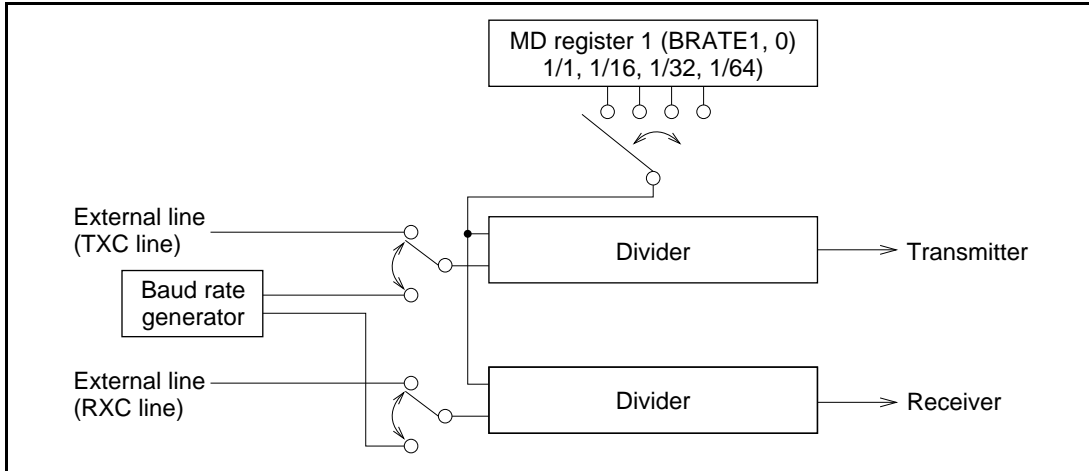 MD register 1 (BRATE1, 0)
1/1, 1/16, 1/32, 1/64)
External line
(TXC line)
Divider
Transmitter
Baud rate
generator
External line
(RXC line)
Divider
Receiver